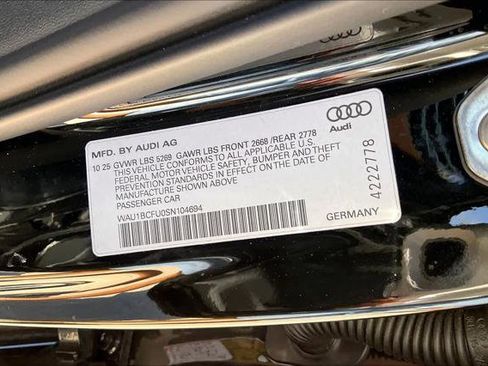 MFD. BY AUDI AG
10 25 GVWR LBS 5269 GAWR LBS FRONT 2668 /REAR 2778
THIS VEHICLE CONFORMS TO ALL APPLICABLE U.S.
FEDERAL MOTOR VEHICLE SAFETY, BUMPER AND THEFT
PREVENTION STANDARDS IN EFFECT ON THE DATE OF
MANUFACTURE SHOWN ABOVE
PASSENGER CAR
WAU1BCFU0SN104694
GERMANY
Audi
4222778